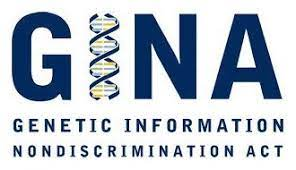 GINA
GENETIC INFORMATION
NONDISCRIMINATION ACT